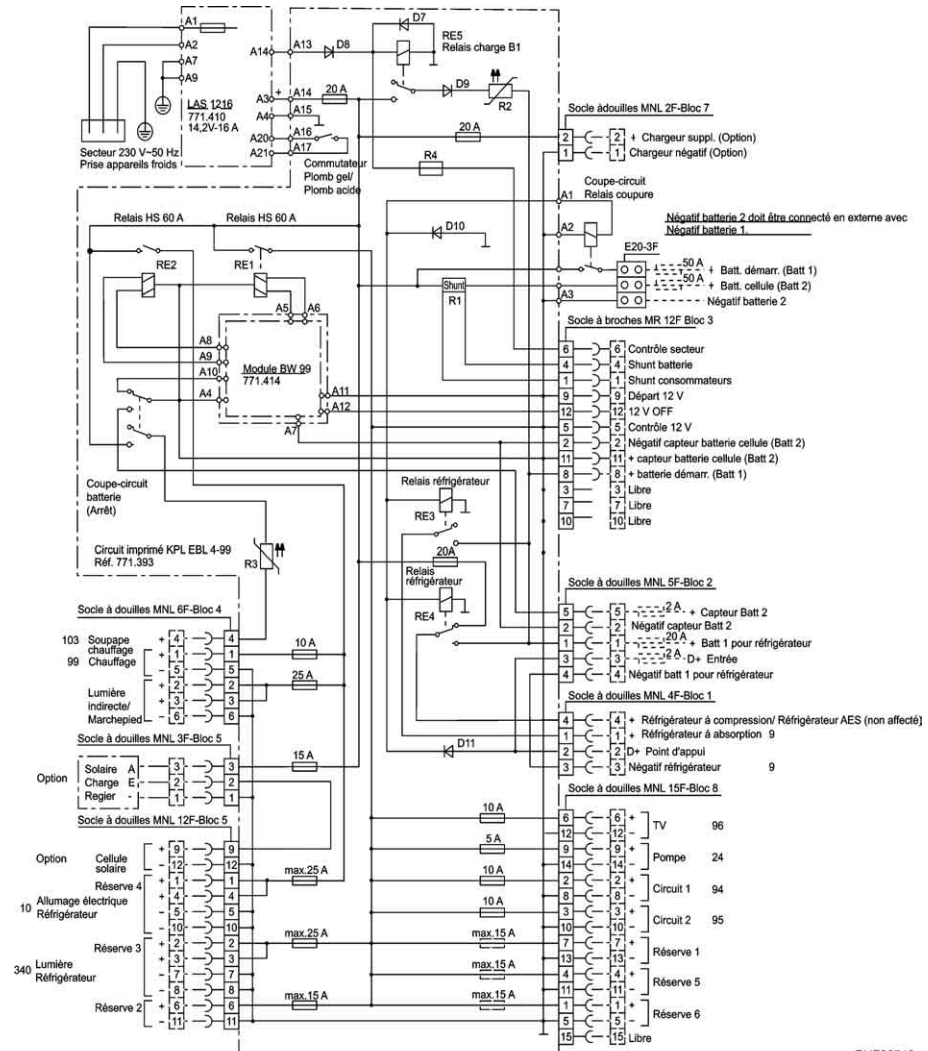 A1
A2
A7
A9
A14
A13
D8
D7
RE5
Relais charge B1
D9
R2
LAS 1216
771.410
14,2V-16 A
A3
+
A14
20 A
A4
A15
A20
A16
A21
A17
Secteur 230 V~50 Hz
Prise appareils froids
Commutateur
Plomb gel/
Plomb acide
20 A
R4
Socle àdouilles MNL 2F-Bloc 7
2 2 + Chargeur suppl. (Option)
1 1 Chargeur négatif (Option)
Coupe-circuit
Relais coupure
A1
A2
A3
Négatif batterie 2 doit être connecté en externe avec
Négatif batterie 1.
E20-3F
50 A + Batt. démarr. (Batt 1)
50 A + Batt. cellule (Batt 2)
Négatif batterie 2
Relais HS 60 A
Relais HS 60 A
RE2
RE1
D10
Shunt
R1
A5
A6
A8
A9
A10
A4
Module BW 99
771.414
A11
A12
A7
Socle à broches MR 12F Bloc 3
6 6 Contrôle secteur
4 4 Shunt batterie
1 1 Shunt consommateurs
9 9 Départ 12 V
12 12 12 V OFF
5 5 Contrôle 12 V
2 2 Négatif capteur batterie cellule (Batt 2)
11 11 + capteur batterie cellule (Batt 2)
8 8 + batterie démarr. (Batt 1)
3 3 Libre
7 7 Libre
10 10 Libre
Coupe-circuit
batterie
(Arrêt)
Relais réfrigérateur
RE3
20A
Relais
réfrigérateur
RE4
Circuit imprimé KPL EBL 4-99
Réf. 771.393
R3
Socle à douilles MNL 5F-Bloc 2
5 5 2 A + Capteur Batt 2
2 2 Négatif capteur Batt 2
1 1 20 A + Batt 1 pour réfrigérateur
3 3 2 A D+ Entrée
4 4 Négatif batt 1 pour réfrigérateur
Socle à douilles MNL 4F-Bloc 1
4 4 + Réfrigérateur á compression/ Réfrigérateur AES (non affecté)
1 1 + Réfrigérateur á absorption 9
2 2 D+ Point d'appui
3 3 Négatif réfrigérateur 9
D11
Socle à douilles MNL 6F-Bloc 4
103 Soupape
chauffage
99 Chauffage
+ 4 4
+ 1 1
- 5 5
+ 2 2
+ 3 3
- 6 6
Lumière
indirecte/
Marchepied
10 A
25 A
Socle à douilles MNL 3F-Bloc 5
Option
Solaire A 3 3
Charge E 2 2
Regier - 1 1
15 A
Socle à douilles MNL 12F-Bloc 5
Option Cellule
solaire
+ 9 9
- 12 12
Réserve 4
+ 1 1
+ 4 4
- 5 5
- 10 10
10 Allumage électrique
Réfrigérateur
max.25 A
Réserve 3
+ 2 2
+ 3 3
- 7 7
- 8 8
340 Lumière
Réfrigérateur
max.25 A
Réserve 2
+ 6 6
- 11 11
max.15 A
Socle à douilles MNL 15F-Bloc 8
10 A 6 6 +
12 12 - TV 96
5 A 9 9 +
14 14 - Pompe 24
10 A 2 2 +
8 8 - Circuit 1 94
10 A 3 3 +
10 10 - Circuit 2 95
max.15 A 7 7 +
13 13 - Réserve 1
max.15 A 4 4 +
11 11 - Réserve 5
max.15 A 1 1 +
5 5 - Réserve 6
15 15 Libre